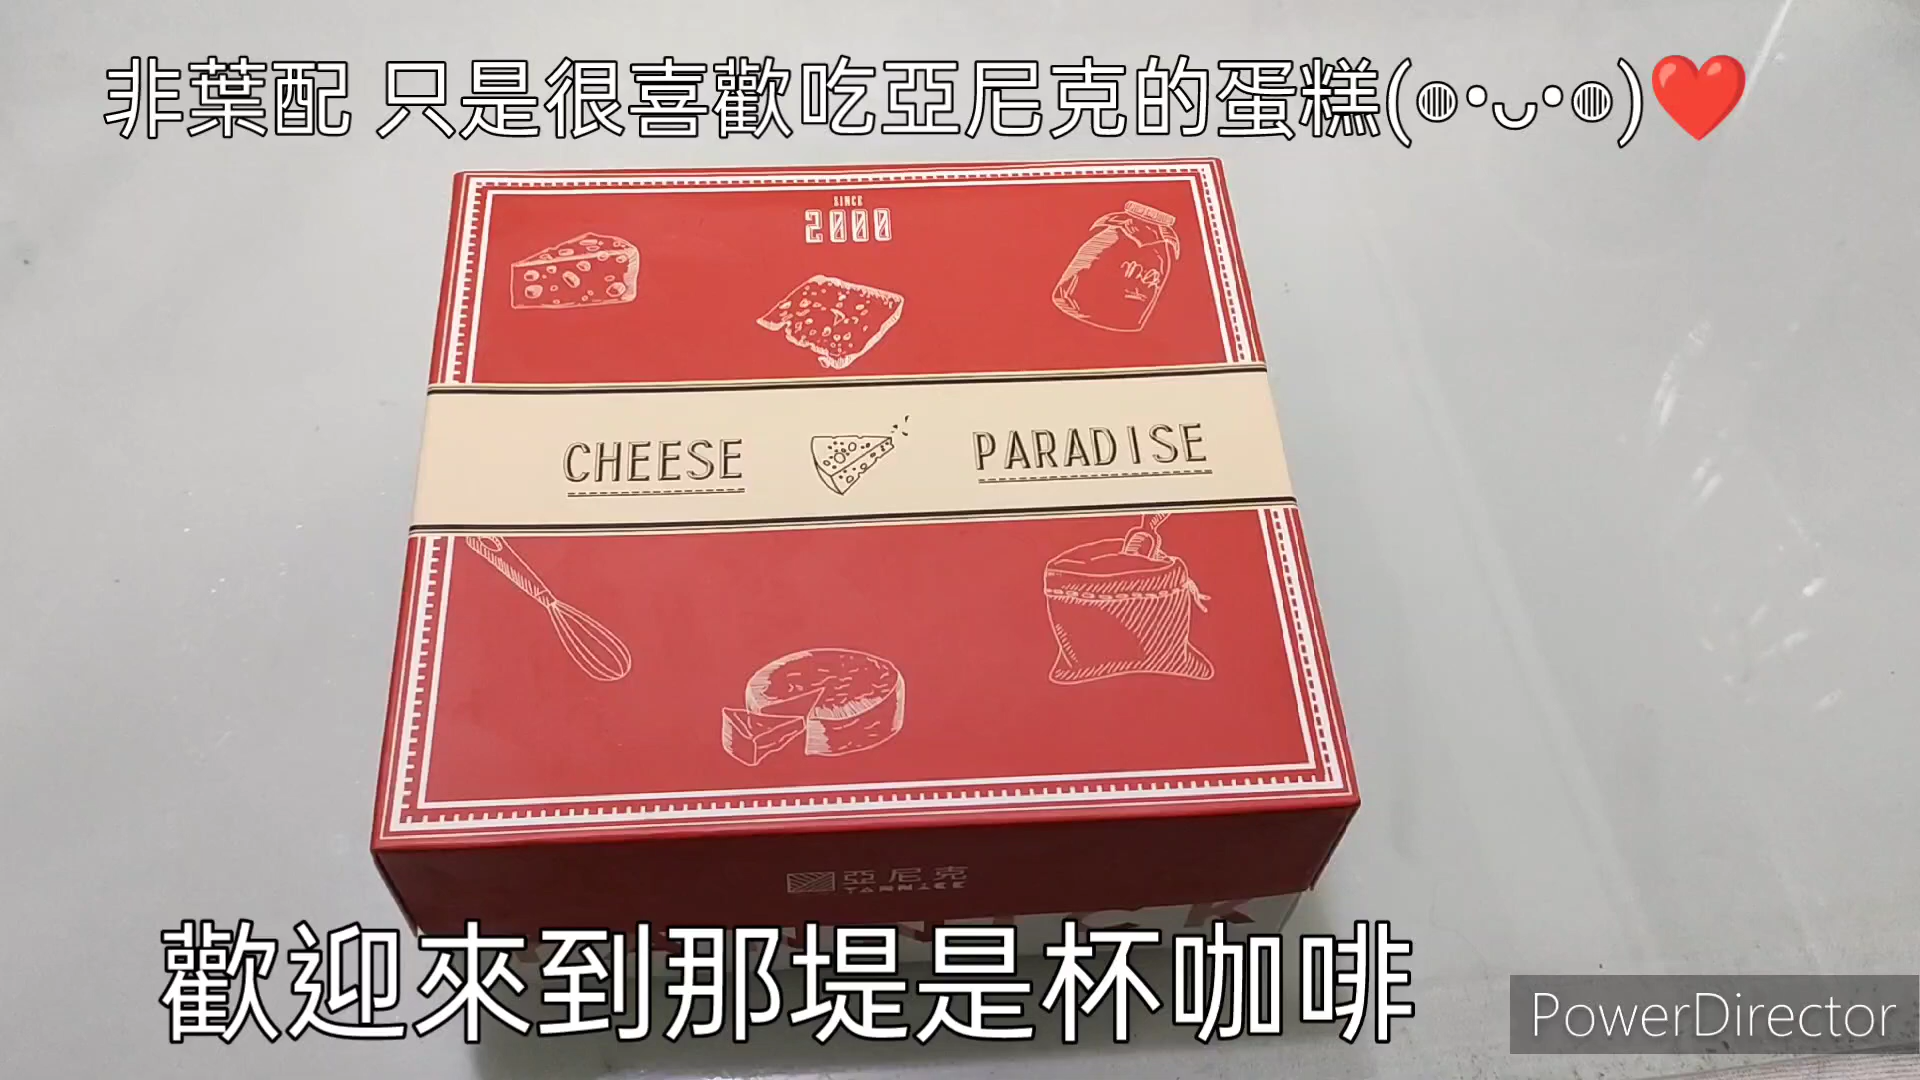 非葉配 只是很喜歡吃亞尼克的蛋糕(◍•ᴗ•◍)❤️
SINCE
2000
milk
CHEESE PARADISE
亞尼克
YANNICK
歡迎來到那堤是杯咖啡
PowerDirector